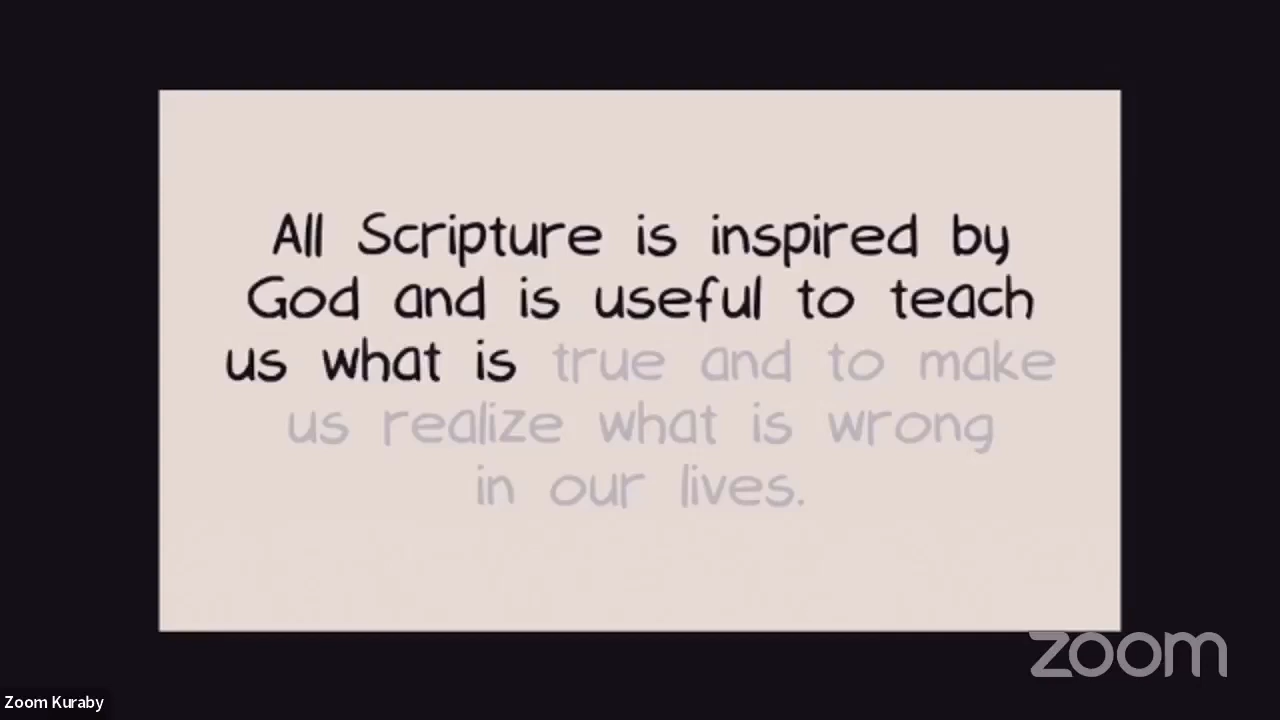 All Scripture is inspired by
God and is useful to teach
us what is true and to make
us realize what is wrong
in our lives.
zoom
Zoom Kuraby